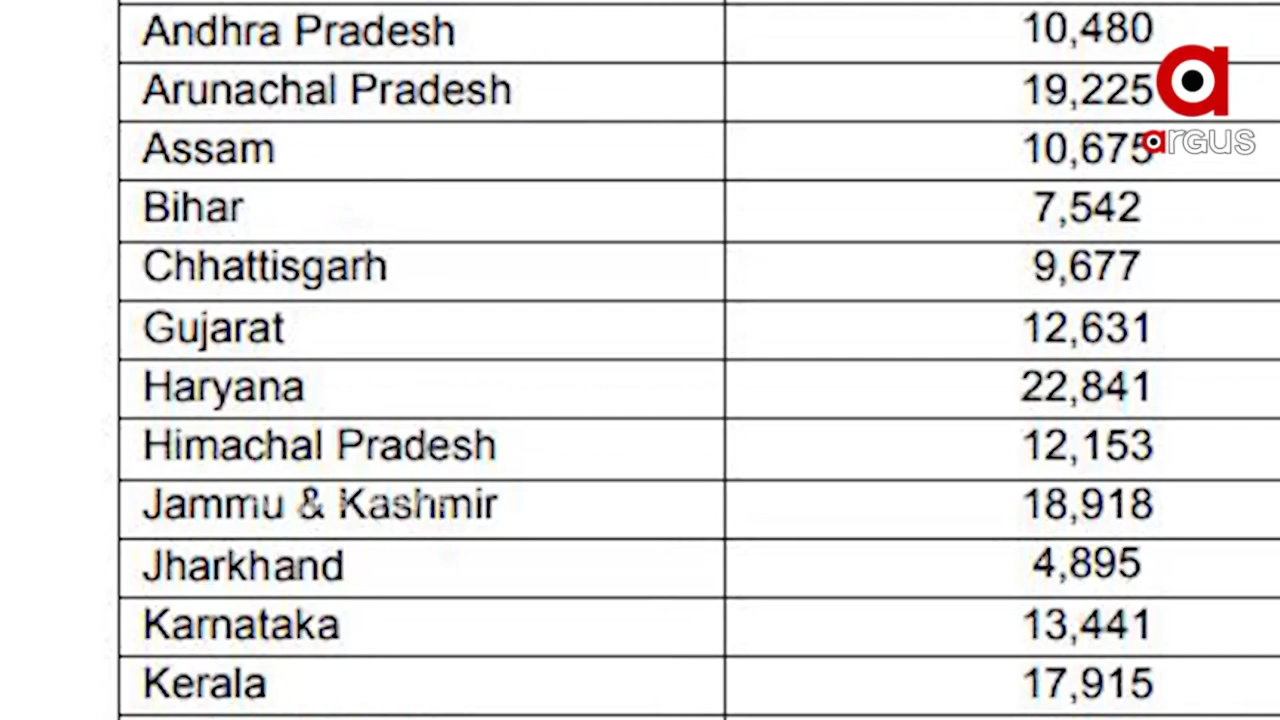 Andhra Pradesh 10,480
Arunachal Pradesh 19,225
Assam 10,675
argus
Bihar 7,542
Chhattisgarh 9,677
Gujarat 12,631
Haryana 22,841
Himachal Pradesh 12,153
Jammu & Kashmir 18,918
Jharkhand 4,895
Karnataka 13,441
Kerala 17,915